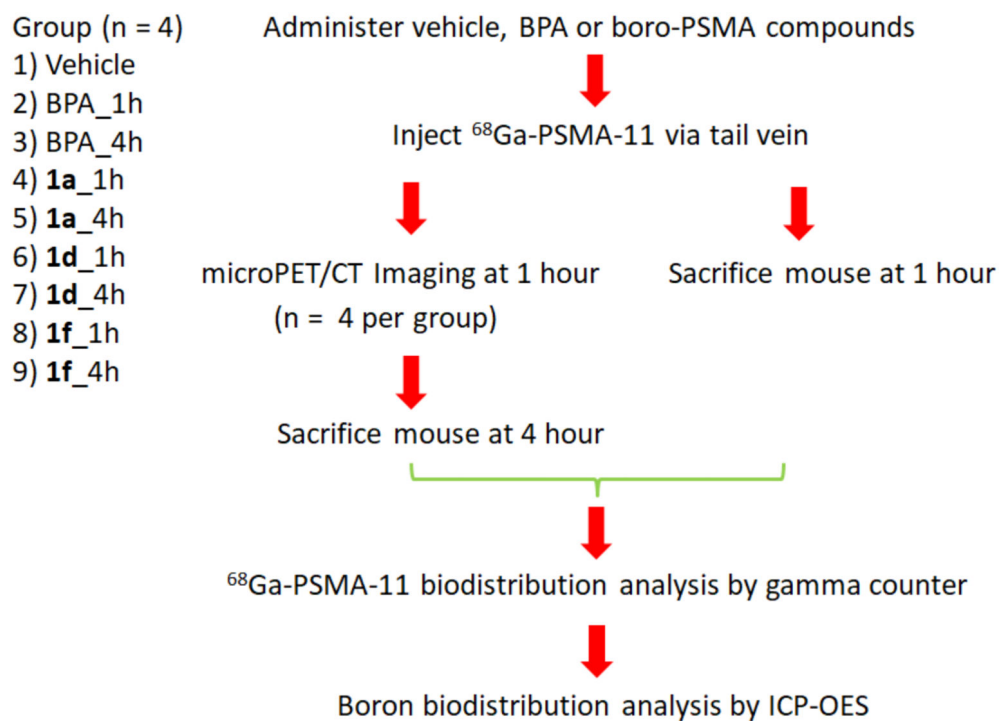 Group (n = 4)
1) Vehicle
2) BPA_1h
3) BPA_4h
4) 1a_1h
5) 1a_4h
6) 1d_1h
7) 1d_4h
8) 1f_1h
9) 1f_4h
Administer vehicle, BPA or boro-PSMA compounds
Inject ⁶⁸Ga-PSMA-11 via tail vein
microPET/CT Imaging at 1 hour
(n = 4 per group)
Sacrifice mouse at 1 hour
Sacrifice mouse at 4 hour
⁶⁸Ga-PSMA-11 biodistribution analysis by gamma counter
Boron biodistribution analysis by ICP-OES